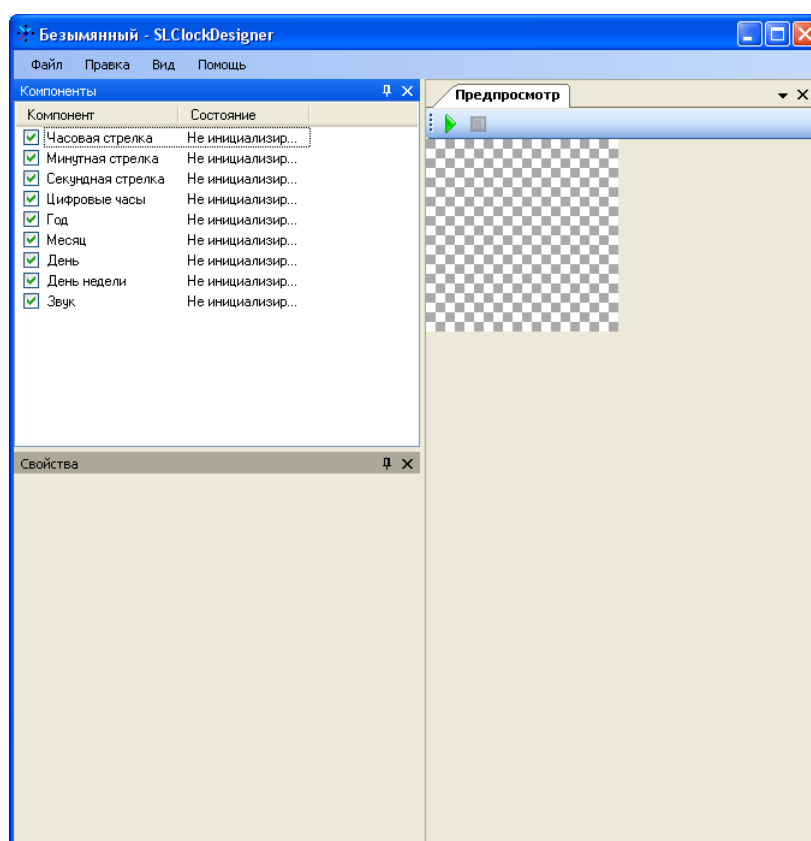 Безымянный - SLClockDesigner
Файл Правка Вид Помощь
Компоненты
Компонент Состояние
Часовая стрелка Не инициализир...
Минутная стрелка Не инициализир...
Секундная стрелка Не инициализир...
Цифровые часы Не инициализир...
Год Не инициализир...
Месяц Не инициализир...
День Не инициализир...
День недели Не инициализир...
Звук Не инициализир...
Свойства
Предпросмотр